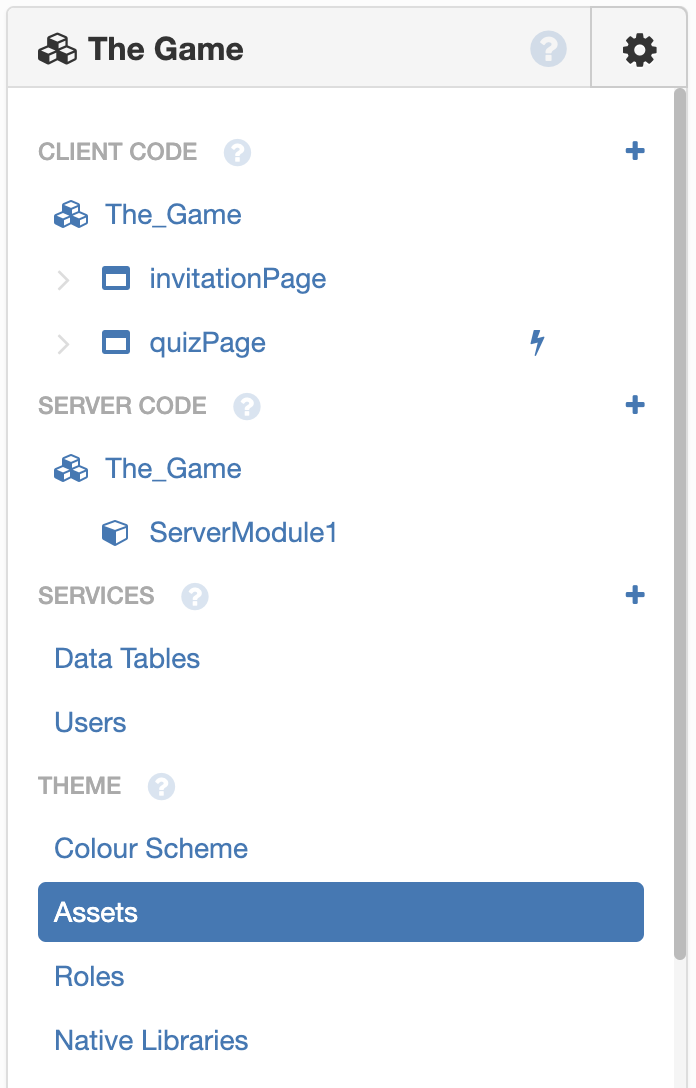 The Game
CLIENT CODE
The_Game
invitationPage
quizPage
SERVER CODE
The_Game
ServerModule1
SERVICES
Data Tables
Users
THEME
Colour Scheme
Assets
Roles
Native Libraries